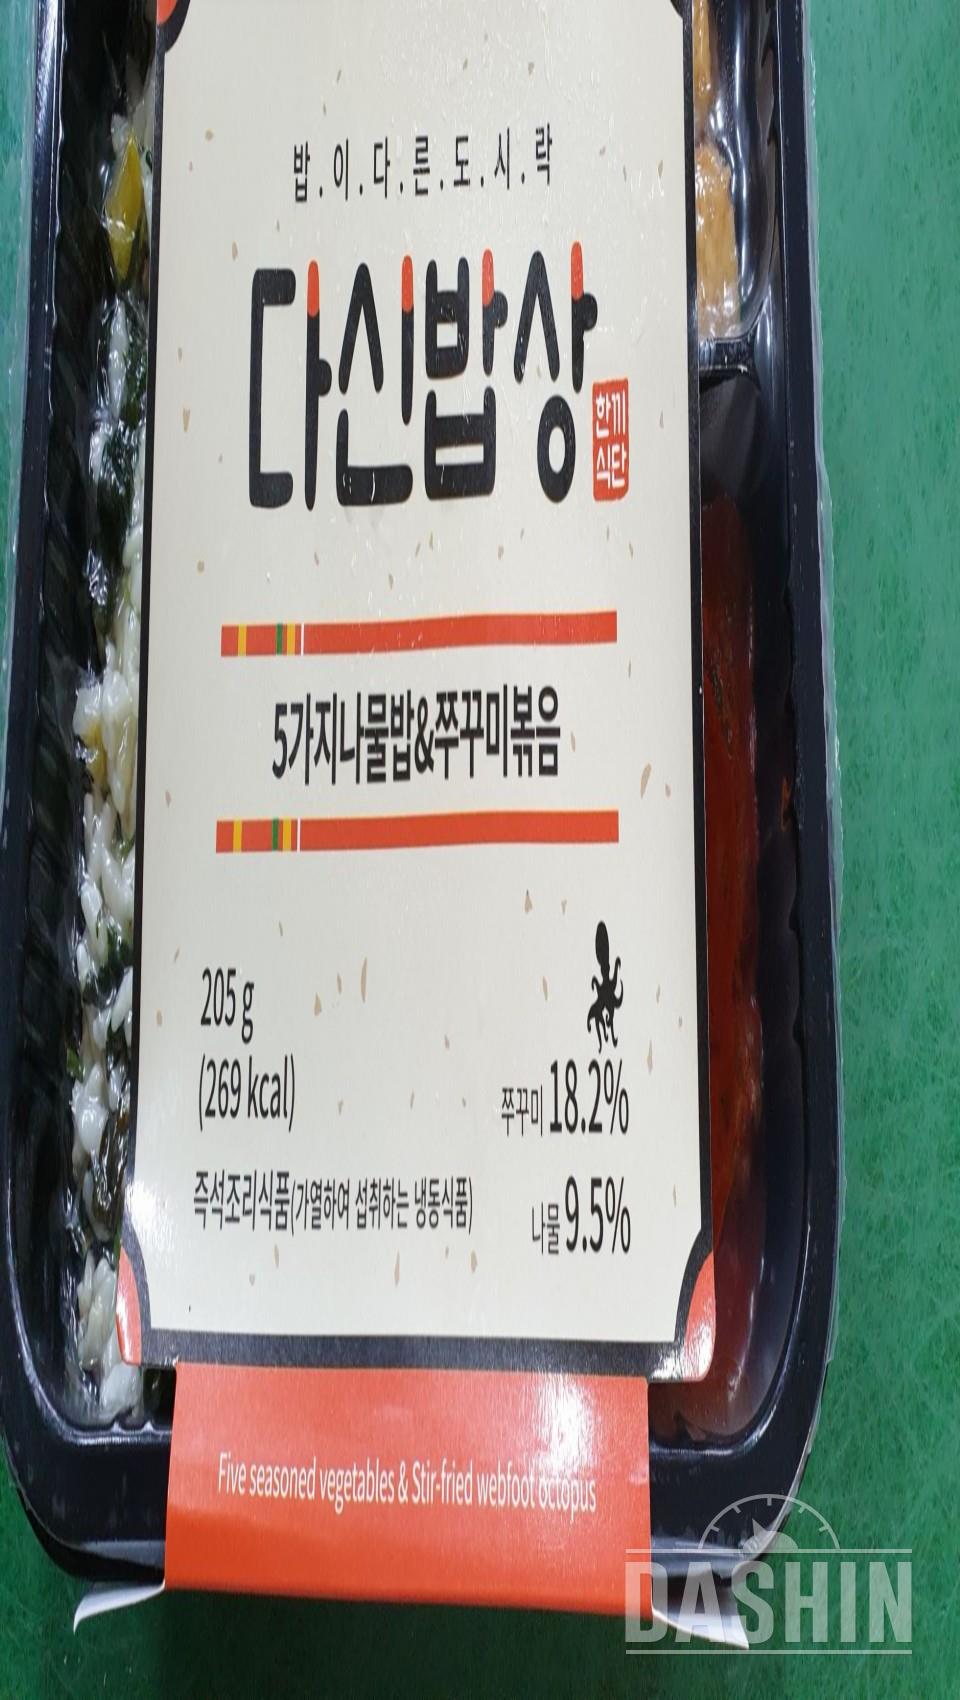 밥.이.다.른.도.시.락
다신밥상
한끼
식단
5가지나물밥&쭈꾸미볶음
205 g
(269 kcal)
쭈꾸미 18.2%
즉석조리식품(가열하여 섭취하는 냉동식품)
나물 9.5%
Five seasoned vegetables & Stir-fried webfoot octopus
DASHIN